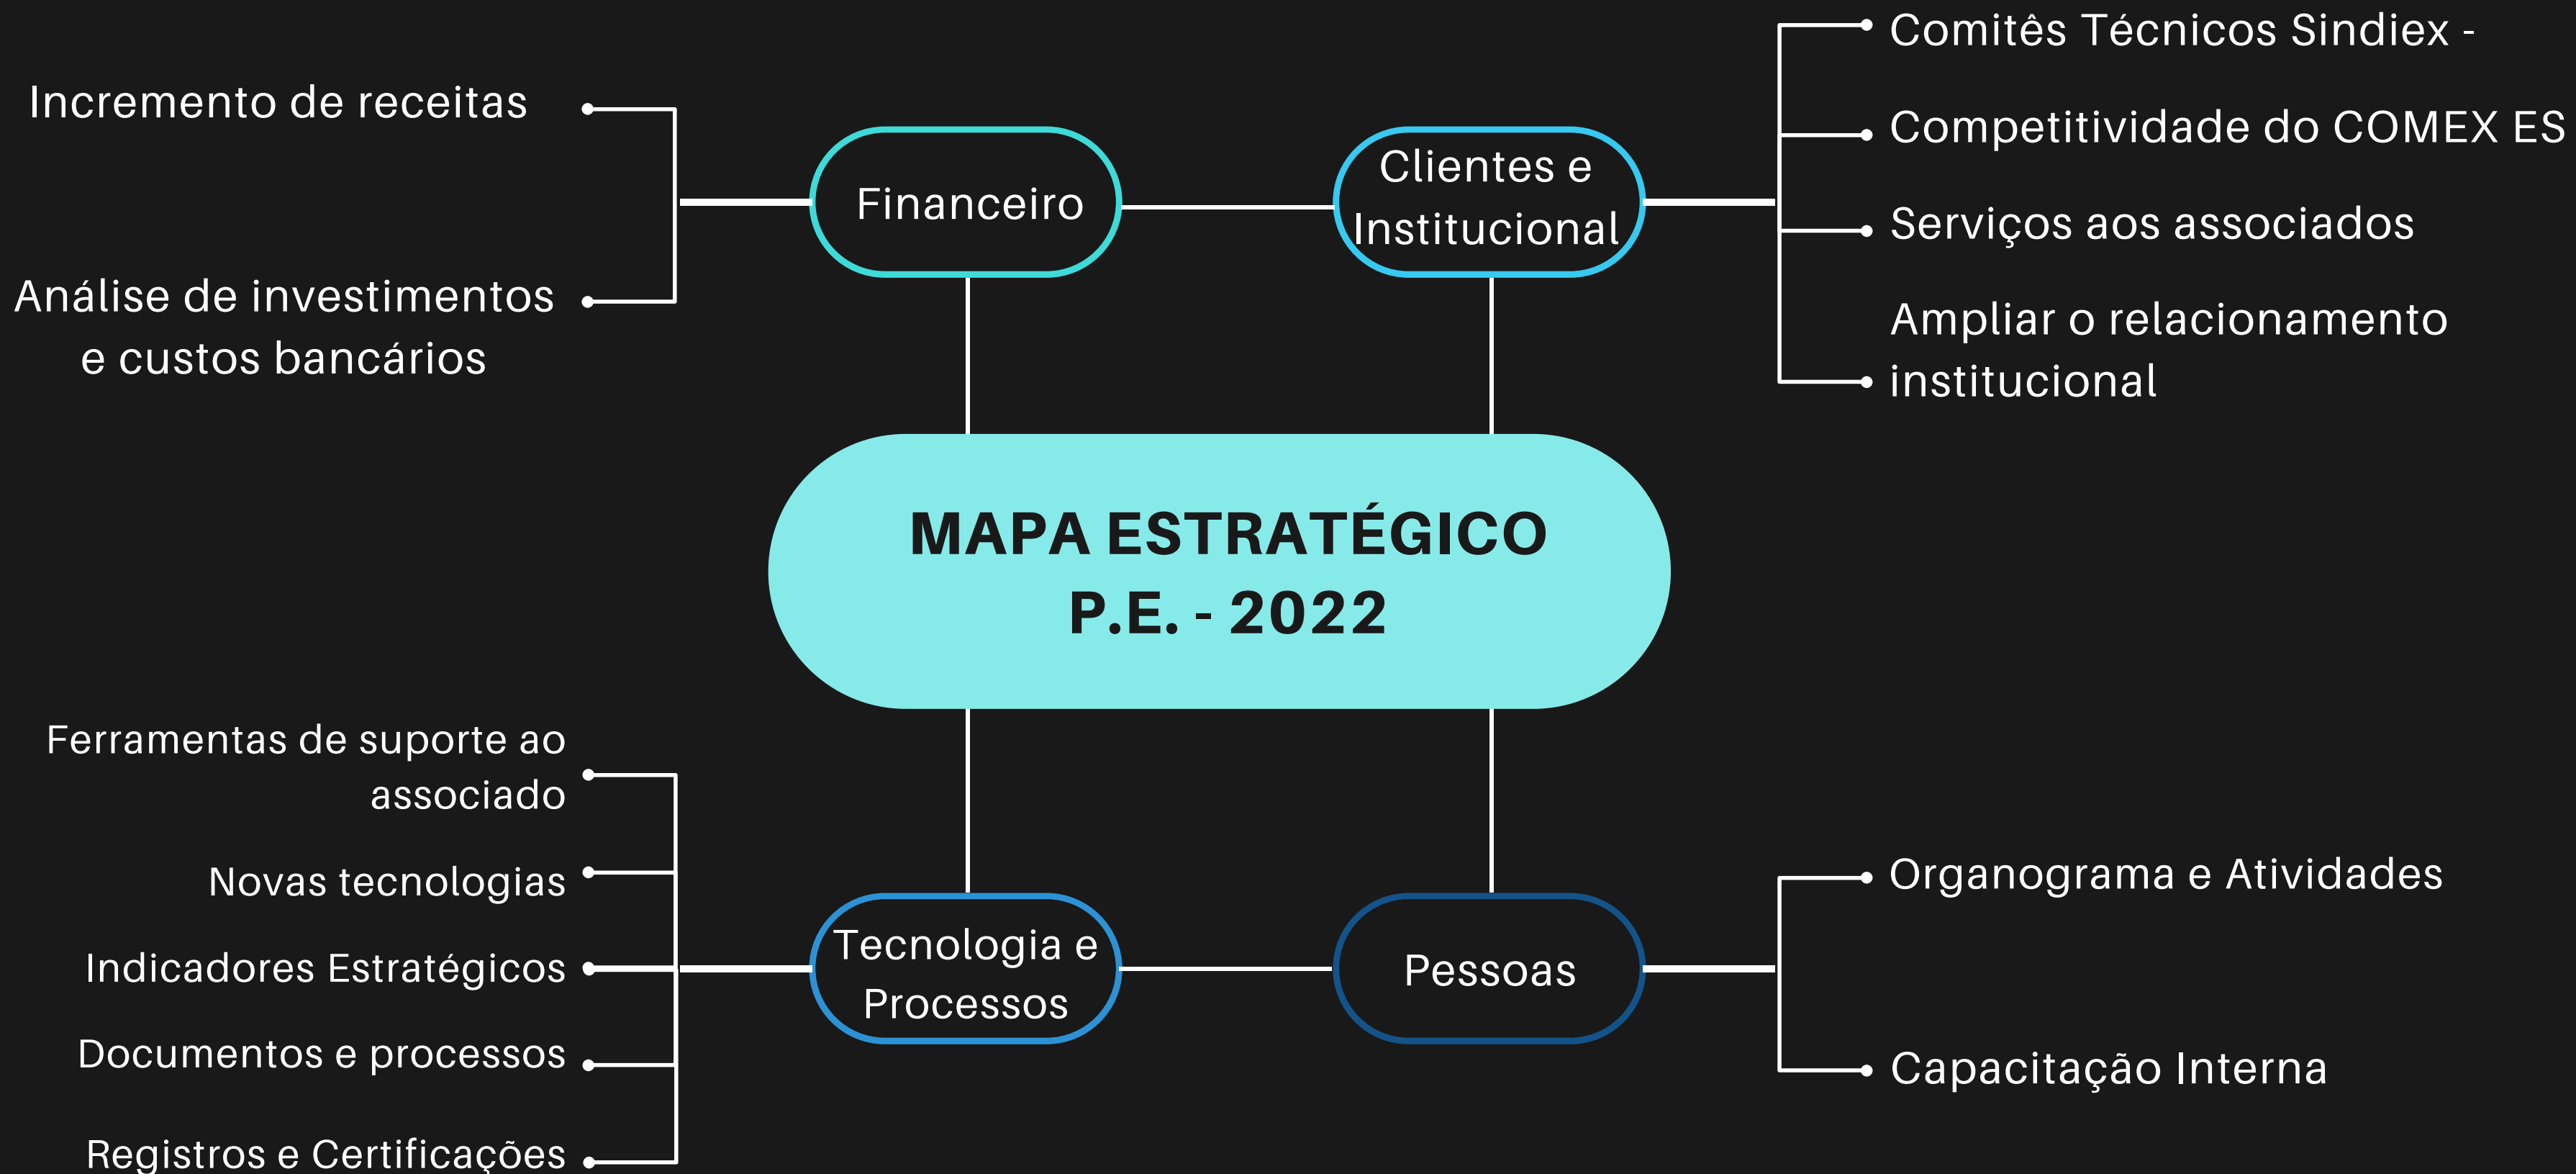 Incremento de receitas
Análise de investimentos
e custos bancários
Financeiro
Clientes e
Institucional
Comitês Técnicos Sindiex -
Competitividade do COMEX ES
Serviços aos associados
Ampliar o relacionamento
institucional
MAPA ESTRATÉGICO
P.E. - 2022
Ferramentas de suporte ao
associado
Novas tecnologias
Indicadores Estratégicos
Documentos e processos
Registros e Certificações
Tecnologia e
Processos
Pessoas
Organograma e Atividades
Capacitação Interna